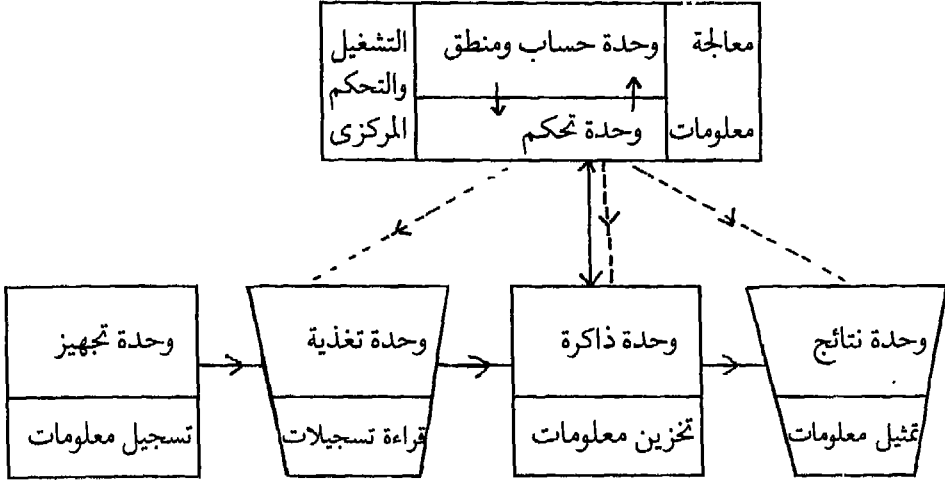 معالجة
معلومات
وحدة حساب ومنطق
وحدة تحكم
التشغيل
والتحكم
المركزى
وحدة نتائج
تمثيل معلومات
وحدة ذاكرة
تخزين معلومات
وحدة تغذية
قراءة تسجيلات
وحدة تجهيز
تسجيل معلومات